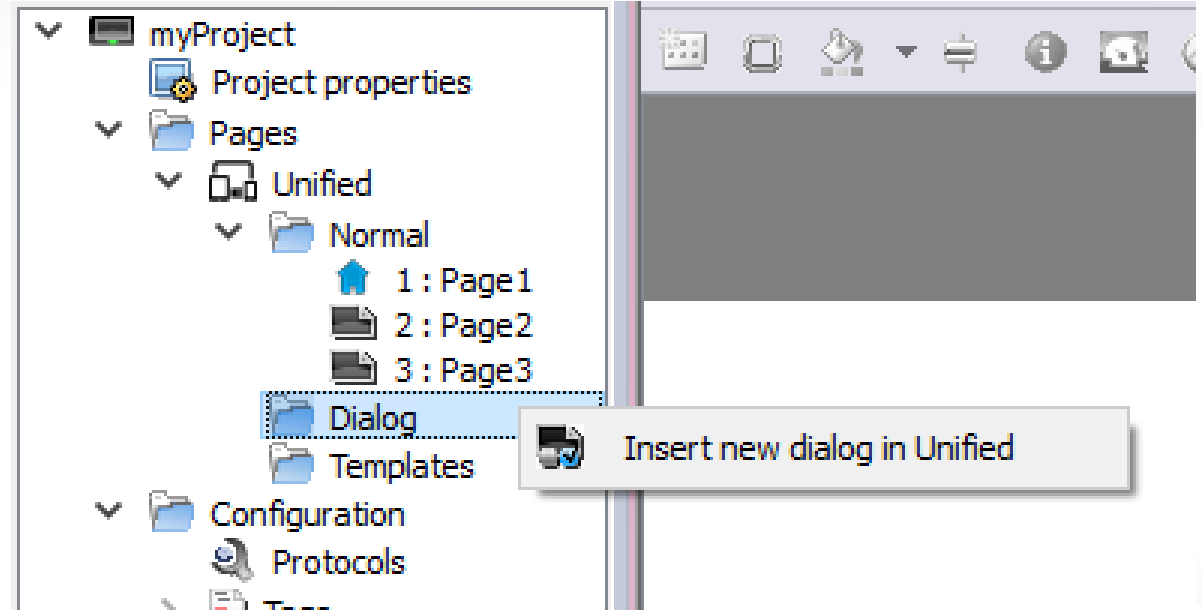 myProject
Project properties
Pages
Unified
Normal
1 : Page1
2 : Page2
3 : Page3
Dialog
Insert new dialog in Unified
Templates
Configuration
Protocols
Tags